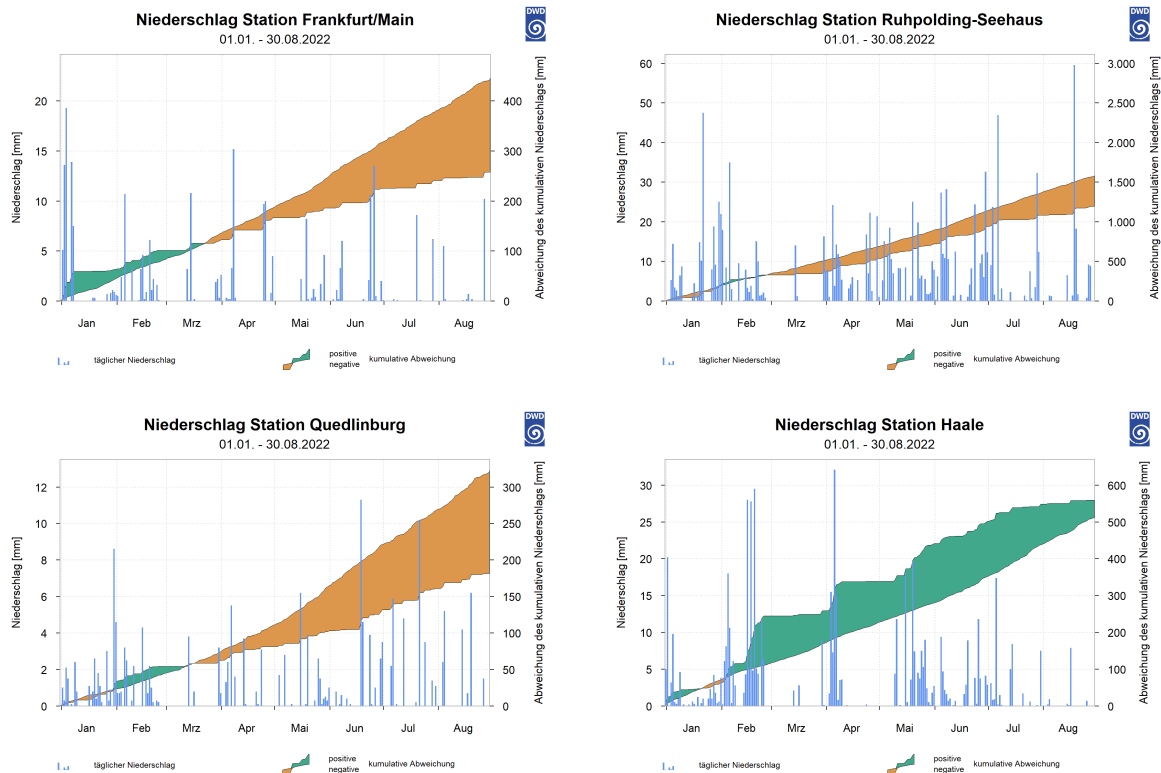 Niederschlag Station Frankfurt/Main
01.01. - 30.08.2022
DWD
Niederschlag [mm]
20
15
10
5
0
400
300
200
100
0
Abweichung des kumulativen Niederschlags [mm]
Jan Feb Mrz Apr Mai Jun Jul Aug
täglicher Niederschlag
positive
negative
kumulative Abweichung
Niederschlag Station Ruhpolding-Seehaus
01.01. - 30.08.2022
DWD
Niederschlag [mm]
60
50
40
30
20
10
0
3.000
2.500
2.000
1.500
1.000
500
0
Abweichung des kumulativen Niederschlags [mm]
Jan Feb Mrz Apr Mai Jun Jul Aug
täglicher Niederschlag
positive
negative
kumulative Abweichung
Niederschlag Station Quedlinburg
01.01. - 30.08.2022
DWD
Niederschlag [mm]
12
10
8
6
4
2
0
300
250
200
150
100
50
0
Abweichung des kumulativen Niederschlags [mm]
Jan Feb Mrz Apr Mai Jun Jul Aug
täglicher Niederschlag
positive
negative
kumulative Abweichung
Niederschlag Station Haale
01.01. - 30.08.2022
DWD
Niederschlag [mm]
30
25
20
15
10
5
0
600
500
400
300
200
100
0
Abweichung des kumulativen Niederschlags [mm]
Jan Feb Mrz Apr Mai Jun Jul Aug
täglicher Niederschlag
positive
negative
kumulative Abweichung